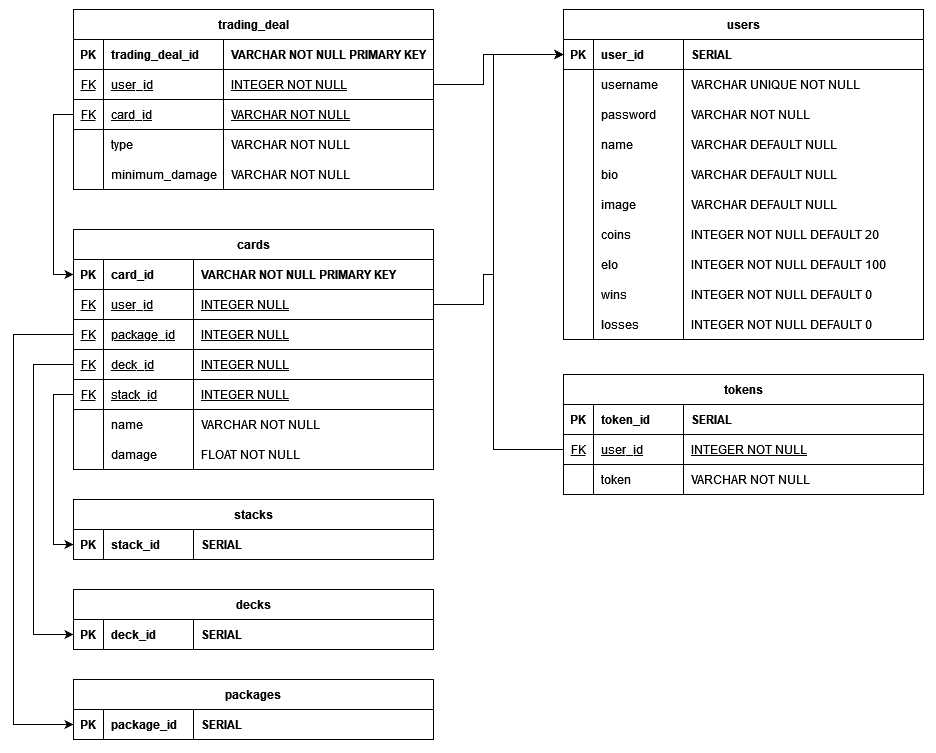 trading_deal
PK trading_deal_id VARCHAR NOT NULL PRIMARY KEY
FK user_id INTEGER NOT NULL
FK card_id VARCHAR NOT NULL
type VARCHAR NOT NULL
minimum_damage VARCHAR NOT NULL
cards
PK card_id VARCHAR NOT NULL PRIMARY KEY
FK user_id INTEGER NULL
FK package_id INTEGER NULL
FK deck_id INTEGER NULL
FK stack_id INTEGER NULL
name VARCHAR NOT NULL
damage FLOAT NOT NULL
stacks
PK stack_id SERIAL
decks
PK deck_id SERIAL
packages
PK package_id SERIAL
users
PK user_id SERIAL
username VARCHAR UNIQUE NOT NULL
password VARCHAR NOT NULL
name VARCHAR DEFAULT NULL
bio VARCHAR DEFAULT NULL
image VARCHAR DEFAULT NULL
coins INTEGER NOT NULL DEFAULT 20
elo INTEGER NOT NULL DEFAULT 100
wins INTEGER NOT NULL DEFAULT 0
losses INTEGER NOT NULL DEFAULT 0
tokens
PK token_id SERIAL
FK user_id INTEGER NOT NULL
token VARCHAR NOT NULL